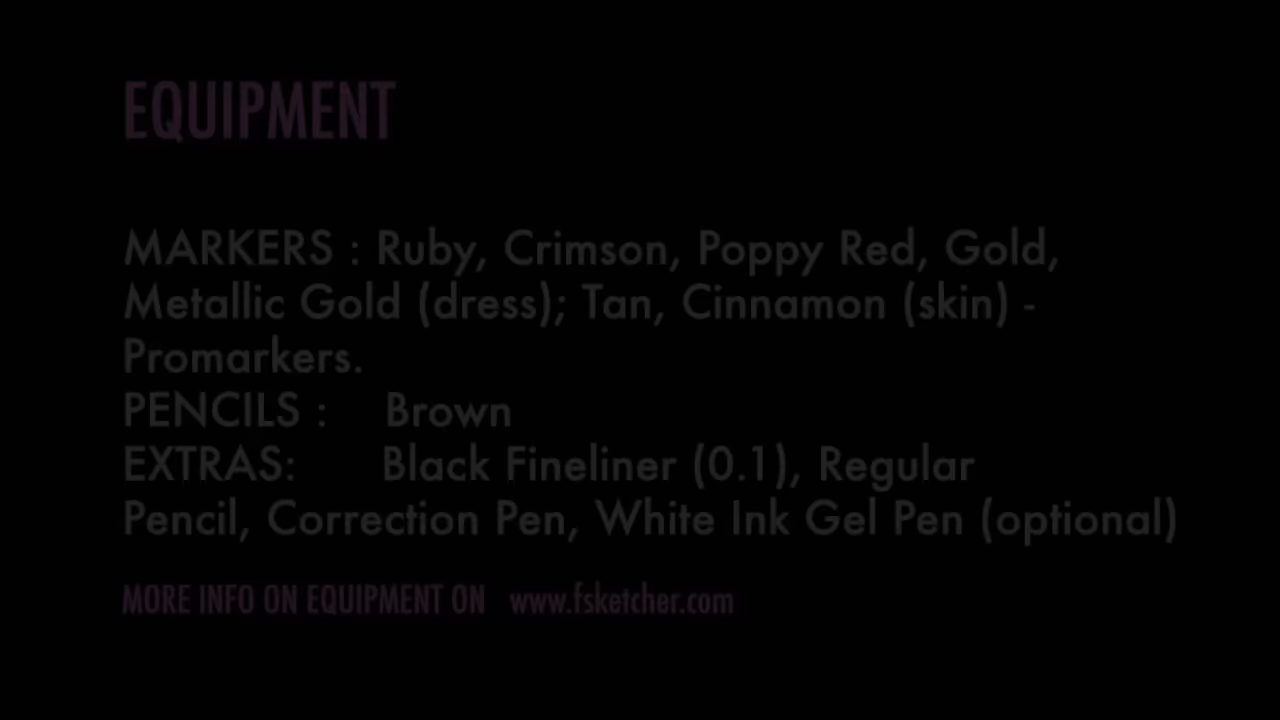 EQUIPMENT
MARKERS : Ruby, Crimson, Poppy Red, Gold,
Metallic Gold (dress); Tan, Cinnamon (skin) -
Promarkers.
PENCILS : Brown
EXTRAS: Black Fineliner (0.1), Regular
Pencil, Correction Pen, White Ink Gel Pen (optional)
MORE INFO ON EQUIPMENT ON www.fsketcher.com